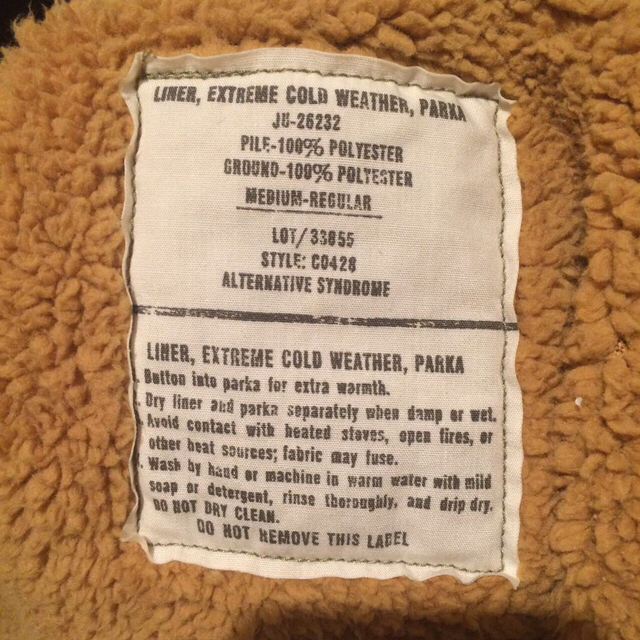 LINER, EXTREME COLD WEATHER, PARKA
JU-26232
PILE-100% POLYESTER
GROUND-100% POLYESTER
MEDIUM-REGULAR
LOT/33055
STYLE: C0428
ALTERNATIVE SYNDROME
LINER, EXTREME COLD WEATHER, PARKA
Button into parka for extra wormth.
Dry liner and parka separately when damp or wet.
Avoid contact with heated stoves, open fires, or
other heat sources; fabric may fuse.
Wash by hand or machine in warm water with mild
soap or detergent, rinse thoroughly, and drip dry.
DO NOT DRY CLEAN.
DO NOT REMOVE THIS LABEL